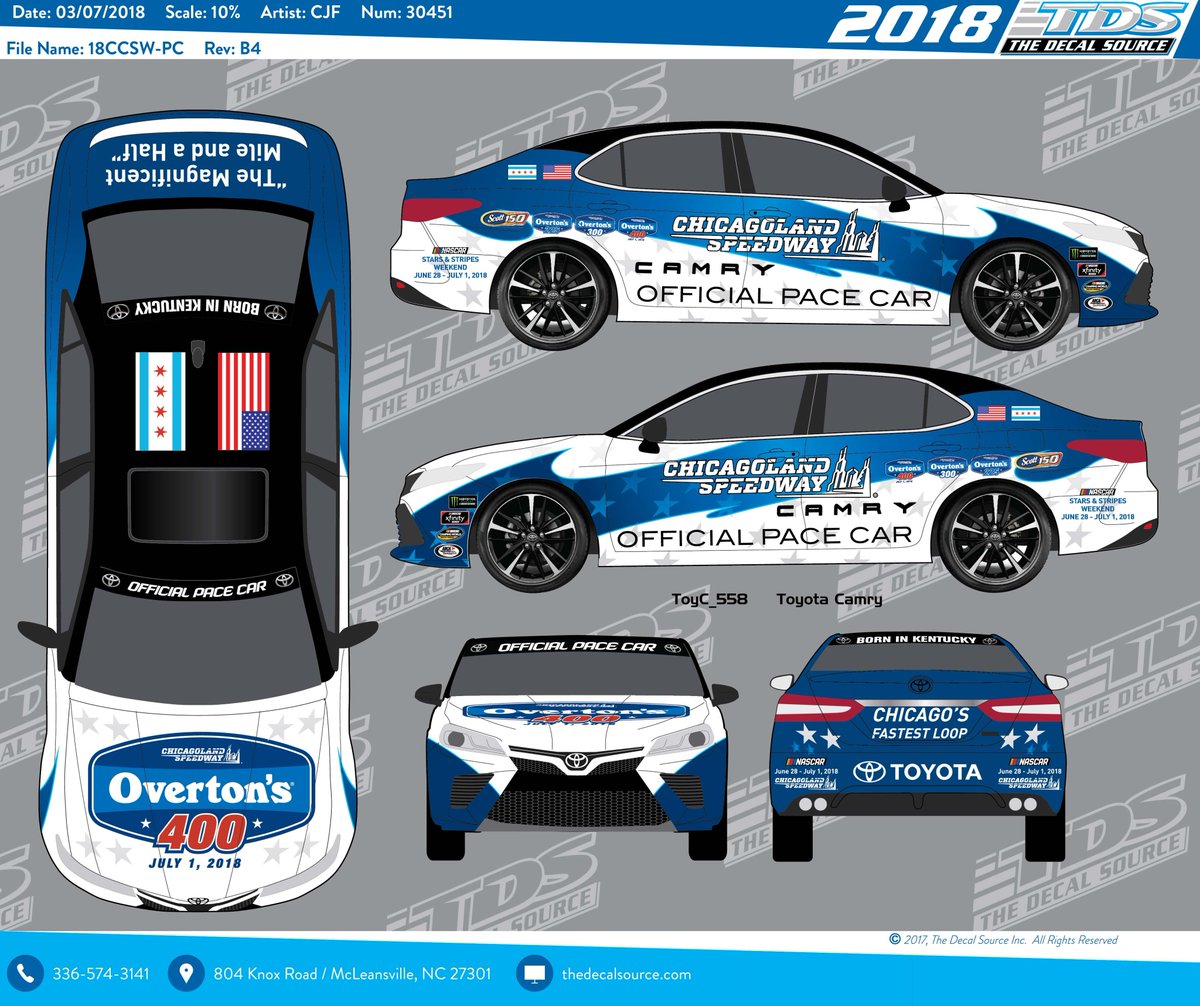 Date: 03/07/2018 Scale: 10% Artist: CJF Num: 30451
File Name: 18CCSW-PC Rev: B4
2018 TDS
THE DECAL SOURCE
"The Magnificent
Mile and a Half"
BORN IN KENTUCKY
OFFICIAL PACE CAR
CHICAGOLAND
SPEEDWAY
Overton's®
400
JULY 1, 2018
Scott 150
Overton's
Overton's
300
Overton's
400
CHICAGOLAND
SPEEDWAY
CAMRY
OFFICIAL PACE CAR
NASCAR
STARS & STRIPES
WEEKEND
JUNE 28 - JULY 1, 2018
xfinity
CHICAGOLAND
SPEEDWAY
CAMRY
OFFICIAL PACE CAR
Overton's
400
Overton's
300
Overton's
Scott 150
NASCAR
STARS & STRIPES
WEEKEND
JUNE 28 - JULY 1, 2018
xfinity
ToyC_558 Toyota Camry
OFFICIAL PACE CAR
Overton's
400
BORN IN KENTUCKY
CHICAGO'S
FASTEST LOOP
NASCAR
June 28 - July 1, 2018
CHICAGOLAND
SPEEDWAY
TOYOTA
NASCAR
June 28 - July 1, 2018
CHICAGOLAND
SPEEDWAY
TDS
THE DECAL SOURCE
© 2017, The Decal Source Inc. All Rights Reserved
336-574-3141 804 Knox Road / McLeansville, NC 27301 thedecalsource.com